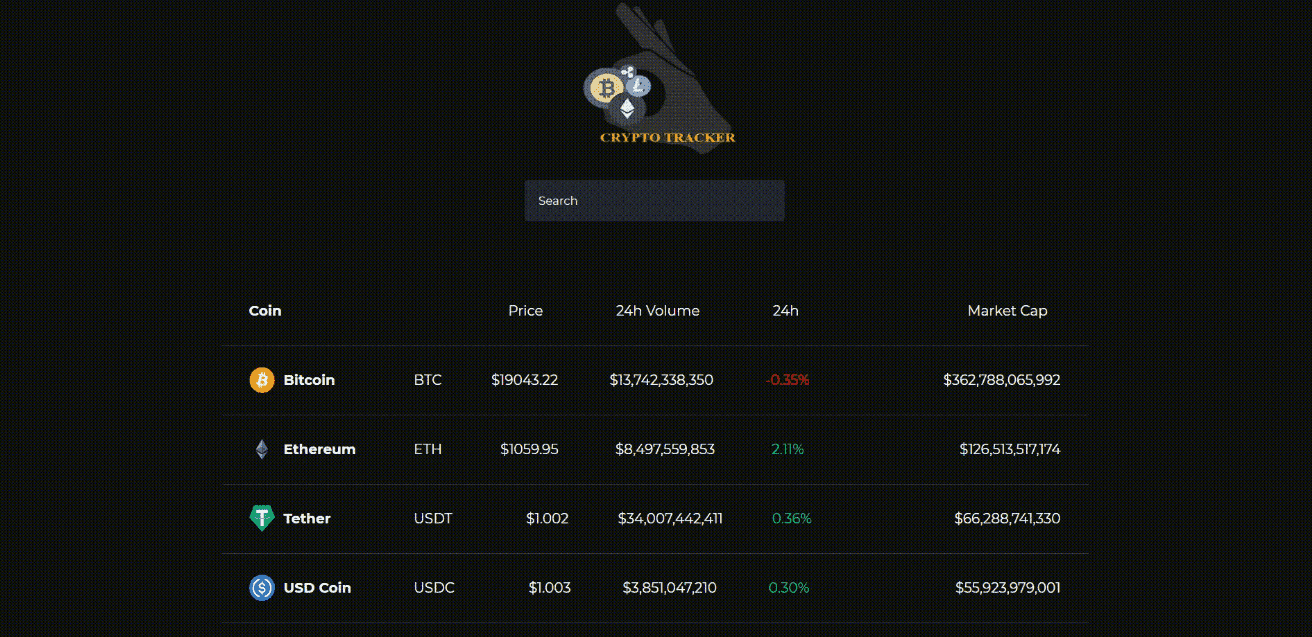 CRYPTO TRACKER
Search
Coin Price 24h Volume 24h Market Cap
Bitcoin BTC $19043.22 $13,742,338,350 -0.35% $362,788,065,992
Ethereum ETH $1059.95 $8,497,559,853 2.11% $126,513,517,174
Tether USDT $1.002 $34,007,442,411 0.36% $66,288,741,330
USD Coin USDC $1.003 $3,851,047,210 0.30% $55,923,979,001